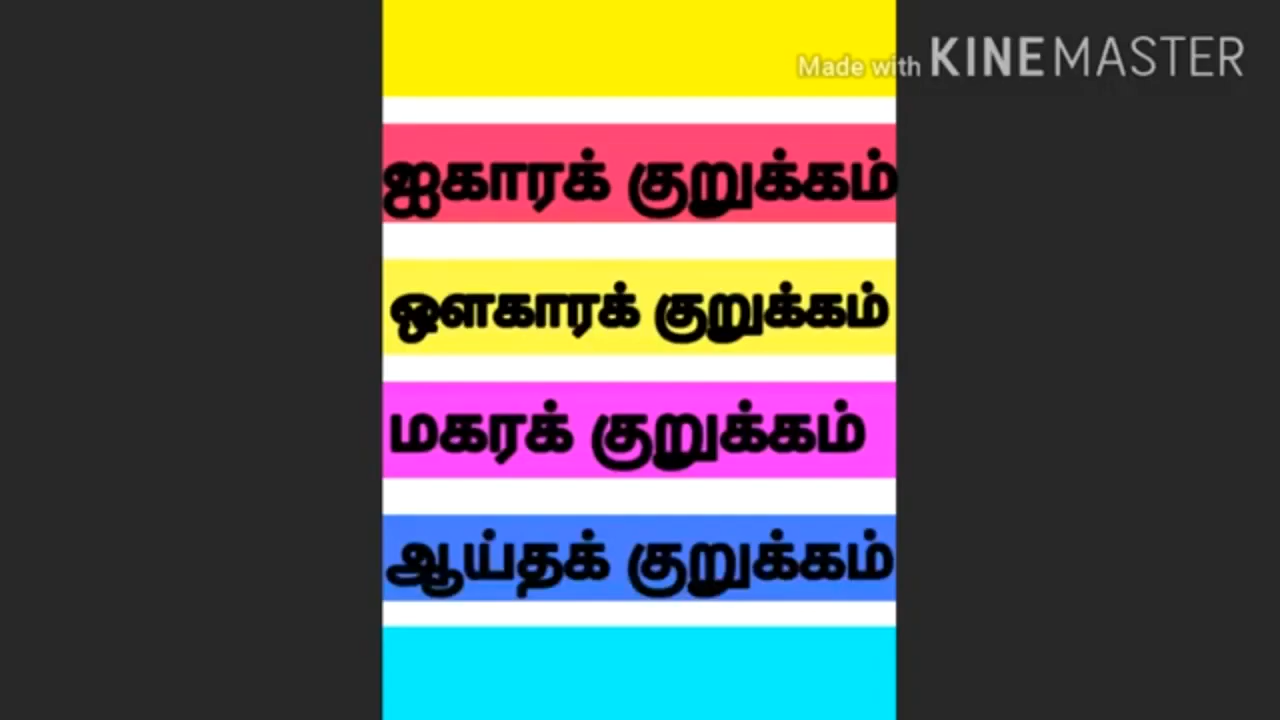 Made with KINEMASTER
ஐகாரக் குறுக்கம்
ஔகாரக் குறுக்கம்
மகரக் குறுக்கம்
ஆய்தக் குறுக்கம்